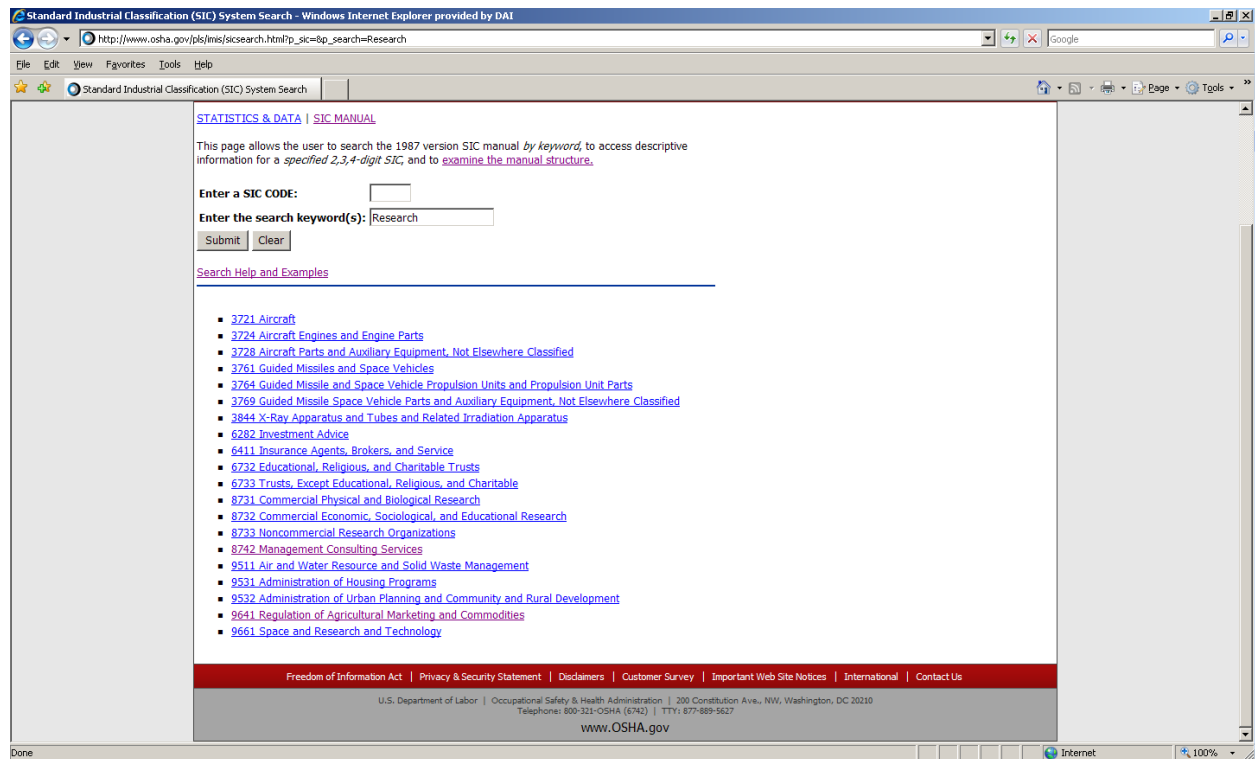 Standard Industrial Classification (SIC) System Search - Windows Internet Explorer provided by DAI
http://www.osha.gov/pls/imis/sicsearch.html?p_sic=&p_search=Research
Google
File Edit View Favorites Tools Help
Standard Industrial Classification (SIC) System Search
Page Tools
STATISTICS & DATA | SIC MANUAL
This page allows the user to search the 1987 version SIC manual by keyword, to access descriptive
information for a specified 2,3,4-digit SIC, and to examine the manual structure.
Enter a SIC CODE:
Enter the search keyword(s): Research
Submit Clear
Search Help and Examples
3721 Aircraft
3724 Aircraft Engines and Engine Parts
3728 Aircraft Parts and Auxiliary Equipment, Not Elsewhere Classified
3761 Guided Missiles and Space Vehicles
3764 Guided Missile and Space Vehicle Propulsion Units and Propulsion Unit Parts
3769 Guided Missile Space Vehicle Parts and Auxiliary Equipment, Not Elsewhere Classified
3844 X-Ray Apparatus and Tubes and Related Irradiation Apparatus
6282 Investment Advice
6411 Insurance Agents, Brokers, and Service
6732 Educational, Religious, and Charitable Trusts
6733 Trusts, Except Educational, Religious, and Charitable
8731 Commercial Physical and Biological Research
8732 Commercial Economic, Sociological, and Educational Research
8733 Noncommercial Research Organizations
8742 Management Consulting Services
9511 Air and Water Resource and Solid Waste Management
9531 Administration of Housing Programs
9532 Administration of Urban Planning and Community and Rural Development
9641 Regulation of Agricultural Marketing and Commodities
9661 Space and Research and Technology
Freedom of Information Act | Privacy & Security Statement | Disclaimers | Customer Survey | Important Web Site Notices | International | Contact Us
U.S. Department of Labor | Occupational Safety & Health Administration | 200 Constitution Ave., NW, Washington, DC 20210
Telephone: 800-321-OSHA (6742) | TTY: 877-889-5627
www.OSHA.gov
Done
Internet
100%